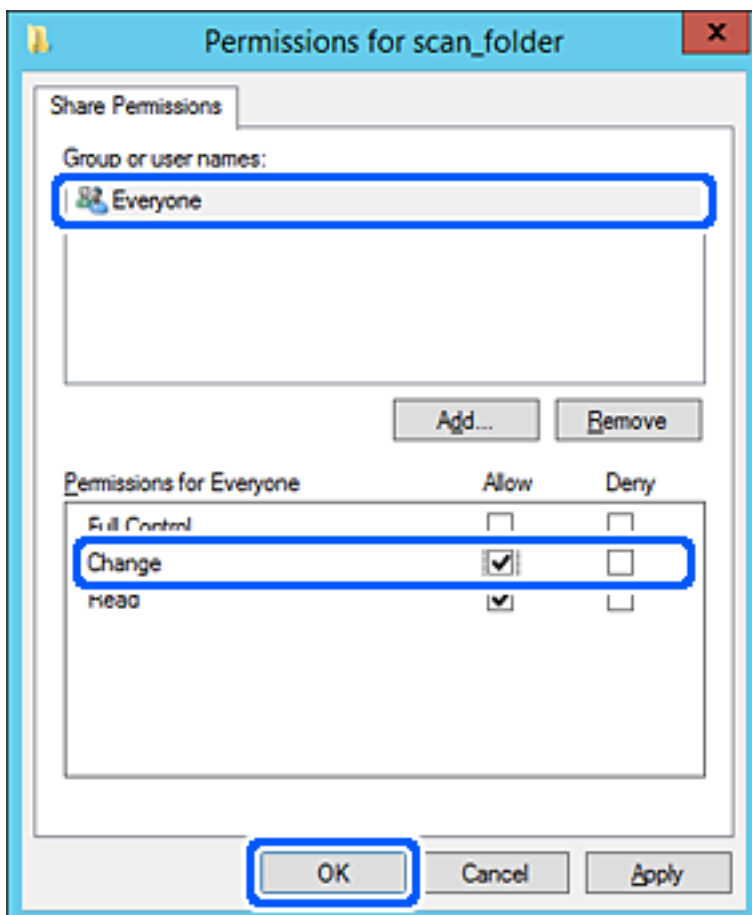 Permissions for scan_folder
x
Share Permissions
Group or user names:
Everyone
Add... Remove
Permissions for Everyone Allow Deny
Full Control
Change
Read
OK Cancel Apply